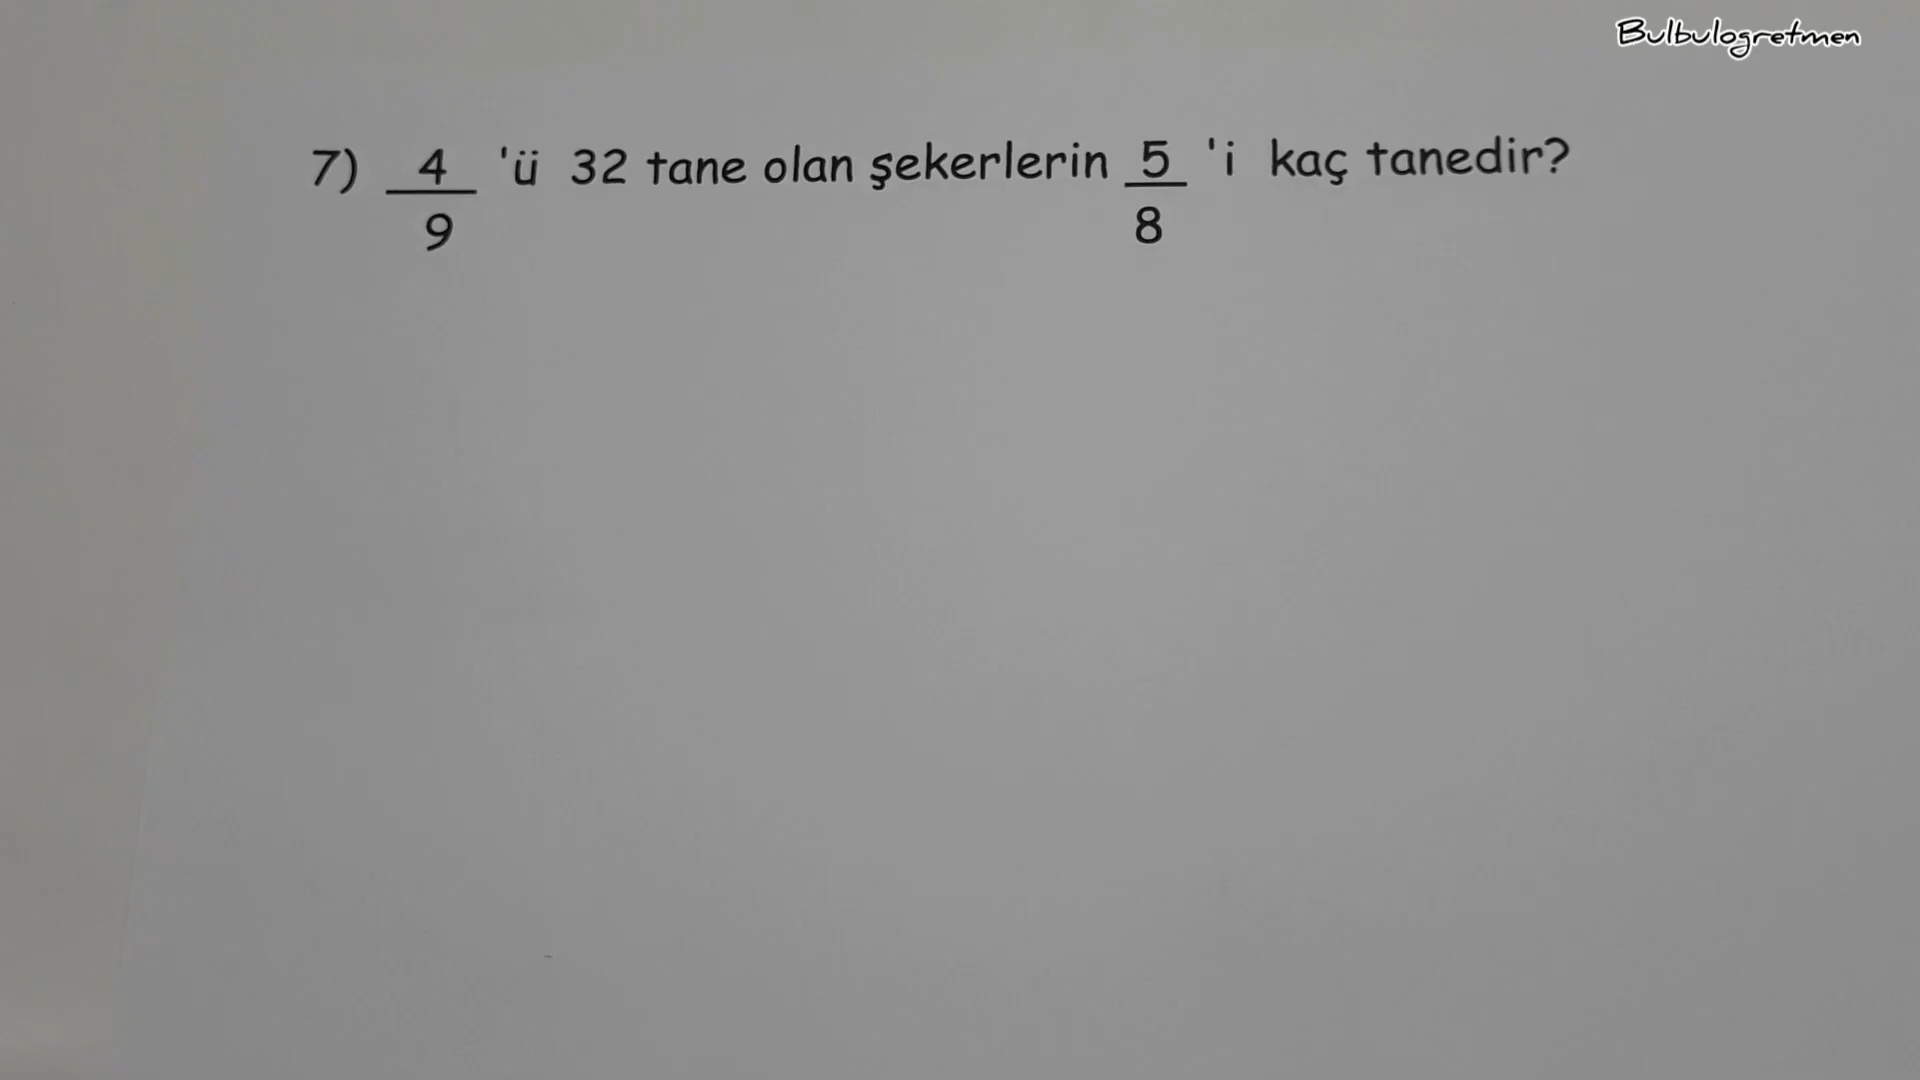 Bulbulogretmen
7) 4 'ü 32 tane olan şekerlerin 5 'i kaç tanedir?
9 8